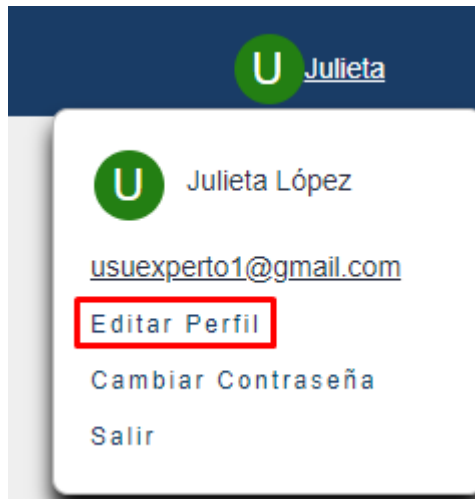 U Julieta
U Julieta López
usuexperto1@gmail.com
Editar Perfil
Cambiar Contraseña
Salir